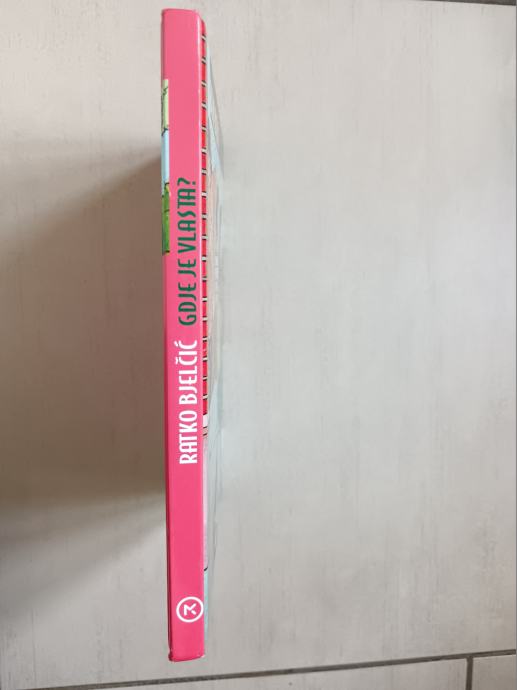 RATKO BJELČIĆ GDJE JE VLASTA?